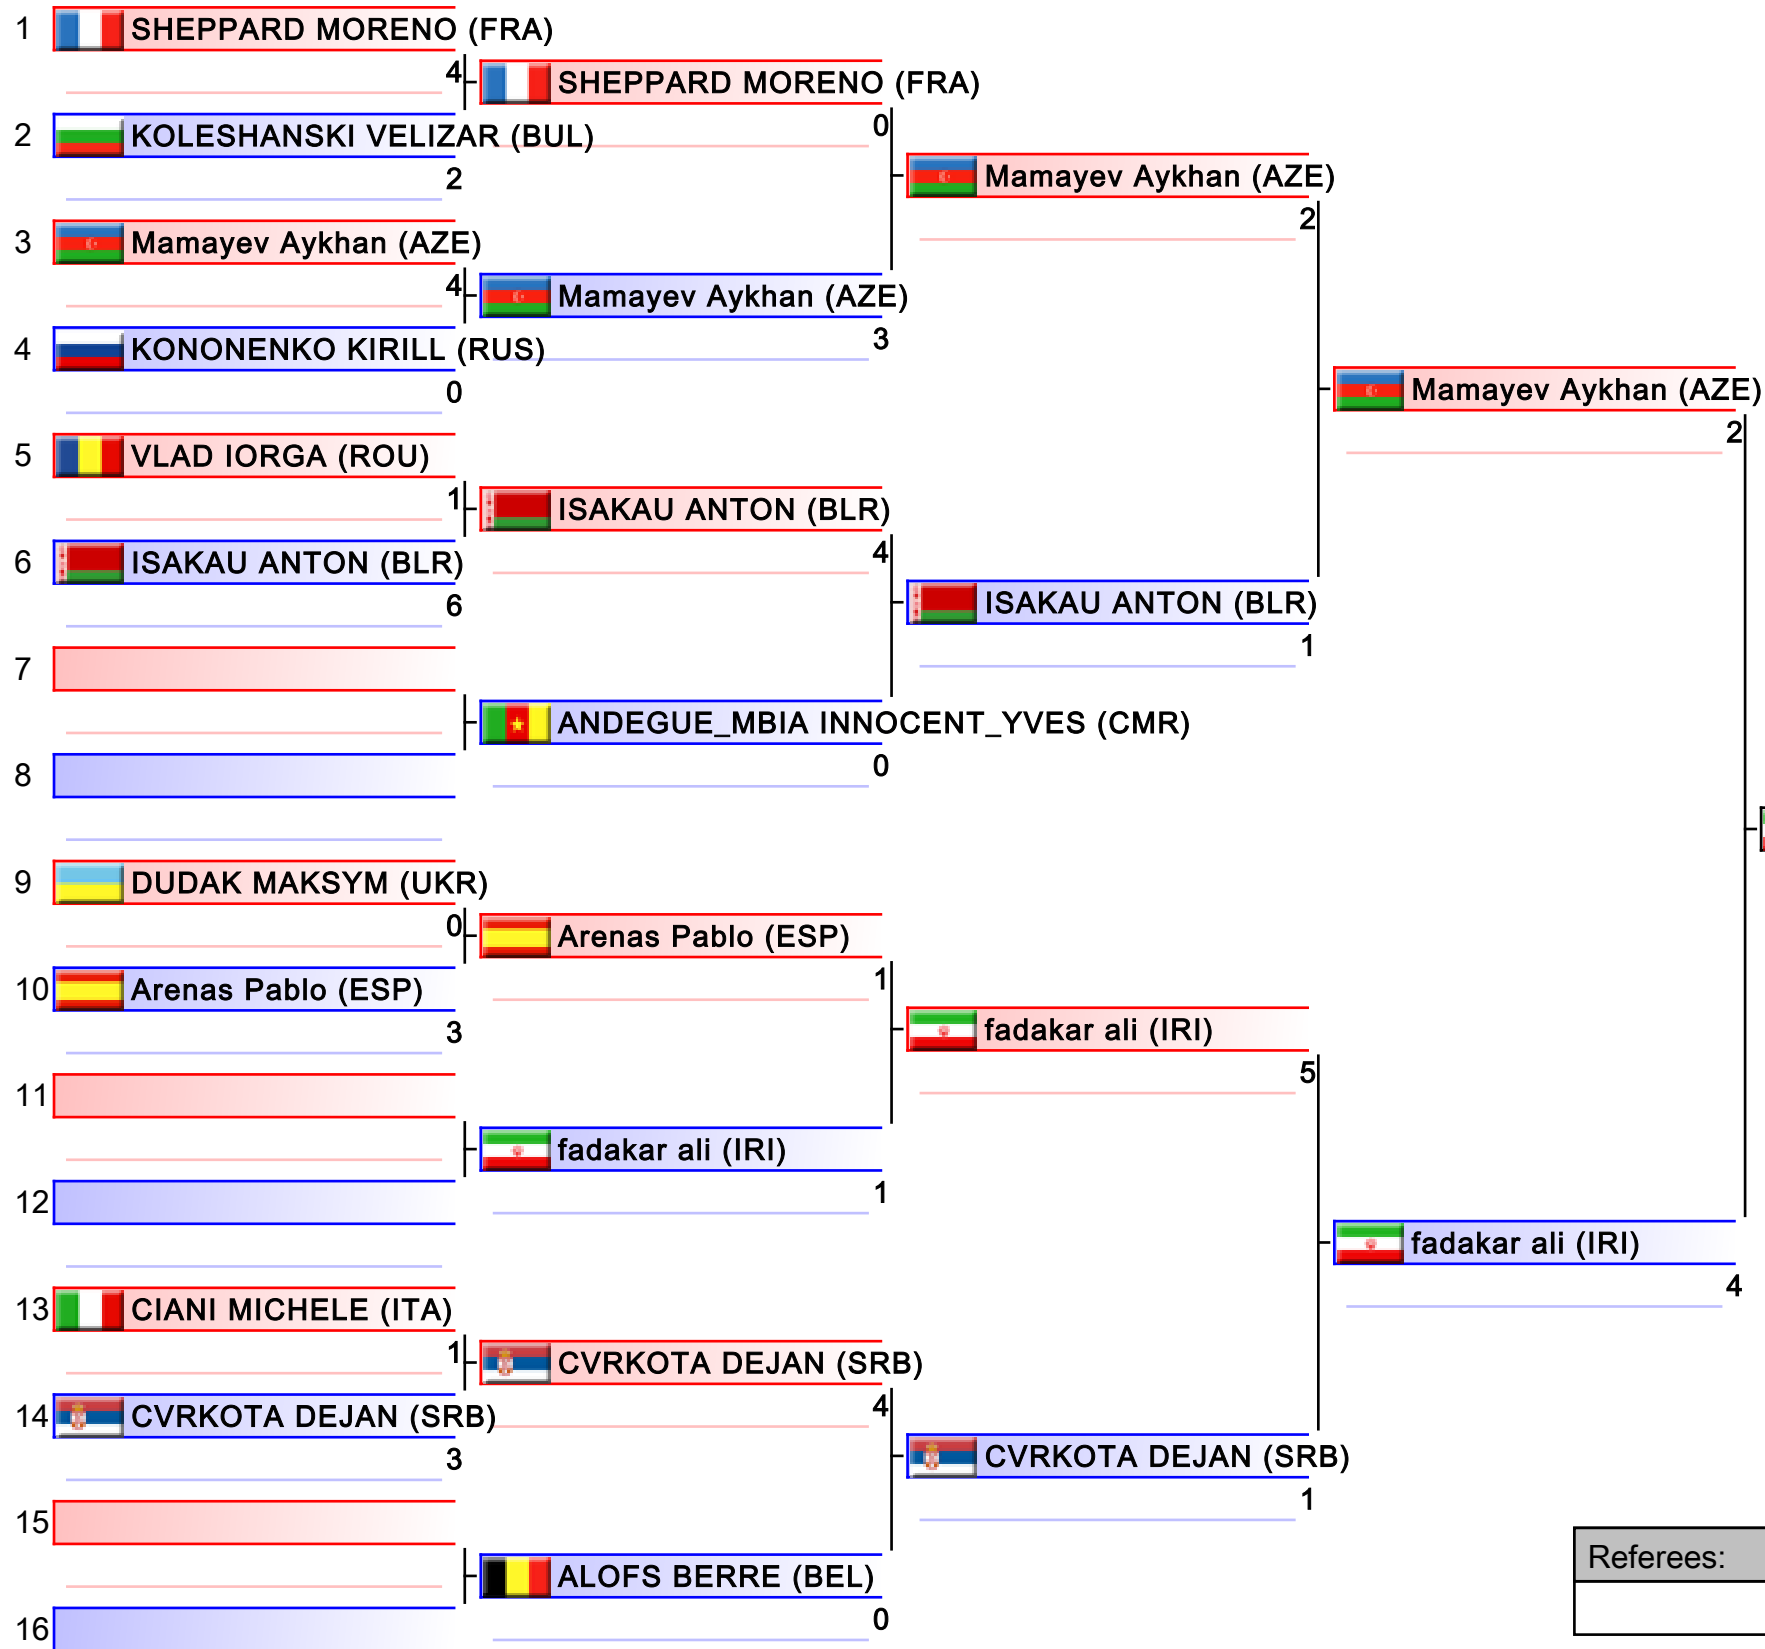 1 SHEPPARD MORENO (FRA)
4
SHEPPARD MORENO (FRA)
0
2 KOLESHANSKI VELIZAR (BUL)
2
Mamayev Aykhan (AZE)
2
3 Mamayev Aykhan (AZE)
4
Mamayev Aykhan (AZE)
3
4 KONONENKO KIRILL (RUS)
0
Mamayev Aykhan (AZE)
2
5 VLAD IORGA (ROU)
1
ISAKAU ANTON (BLR)
4
6 ISAKAU ANTON (BLR)
6
ISAKAU ANTON (BLR)
1
7
ANDEGUE_MBIA INNOCENT_YVES (CMR)
0
8
9 DUDAK MAKSYM (UKR)
0
Arenas Pablo (ESP)
1
10 Arenas Pablo (ESP)
3
fadakar ali (IRI)
5
11
fadakar ali (IRI)
1
12
fadakar ali (IRI)
4
13 CIANI MICHELE (ITA)
1
CVRKOTA DEJAN (SRB)
4
14 CVRKOTA DEJAN (SRB)
3
CVRKOTA DEJAN (SRB)
1
15
ALOFS BERRE (BEL)
0
16
Referees: